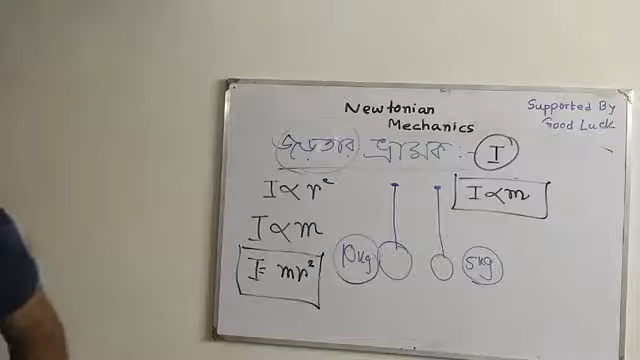 Newtonian
Mechanics
Supported By
Good Luck
জড়তার ভ্রামক :- I
I ∝ r²
I ∝ m
I ∝ m
I = mr²
10kg
5kg